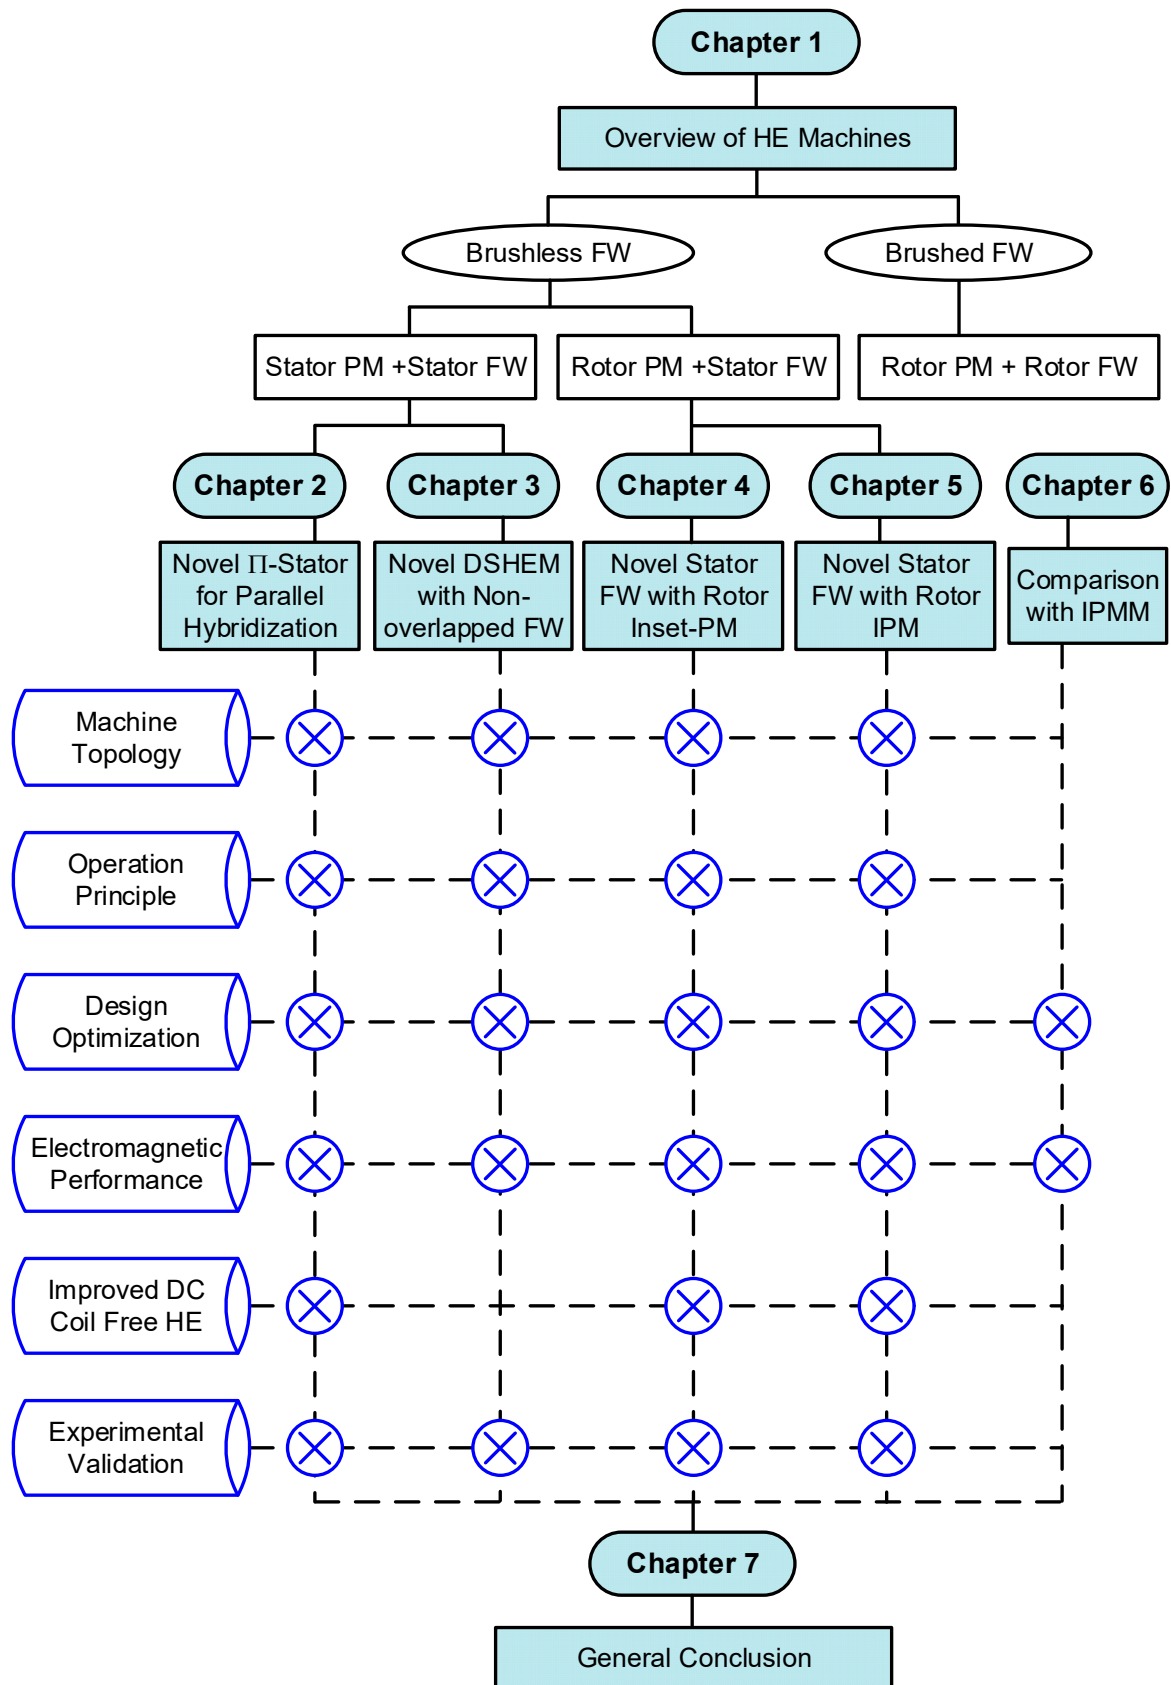 Chapter 1
Overview of HE Machines
Brushless FW
Brushed FW
Stator PM +Stator FW
Rotor PM +Stator FW
Rotor PM + Rotor FW
Chapter 2
Chapter 3
Chapter 4
Chapter 5
Chapter 6
Novel Π-Stator
for Parallel
Hybridization
Novel DSHEM
with Non-
overlapped FW
Novel Stator
FW with Rotor
Inset-PM
Novel Stator
FW with Rotor
IPM
Comparison
with IPMM
Machine
Topology
Operation
Principle
Design
Optimization
Electromagnetic
Performance
Improved DC
Coil Free HE
Experimental
Validation
Chapter 7
General Conclusion